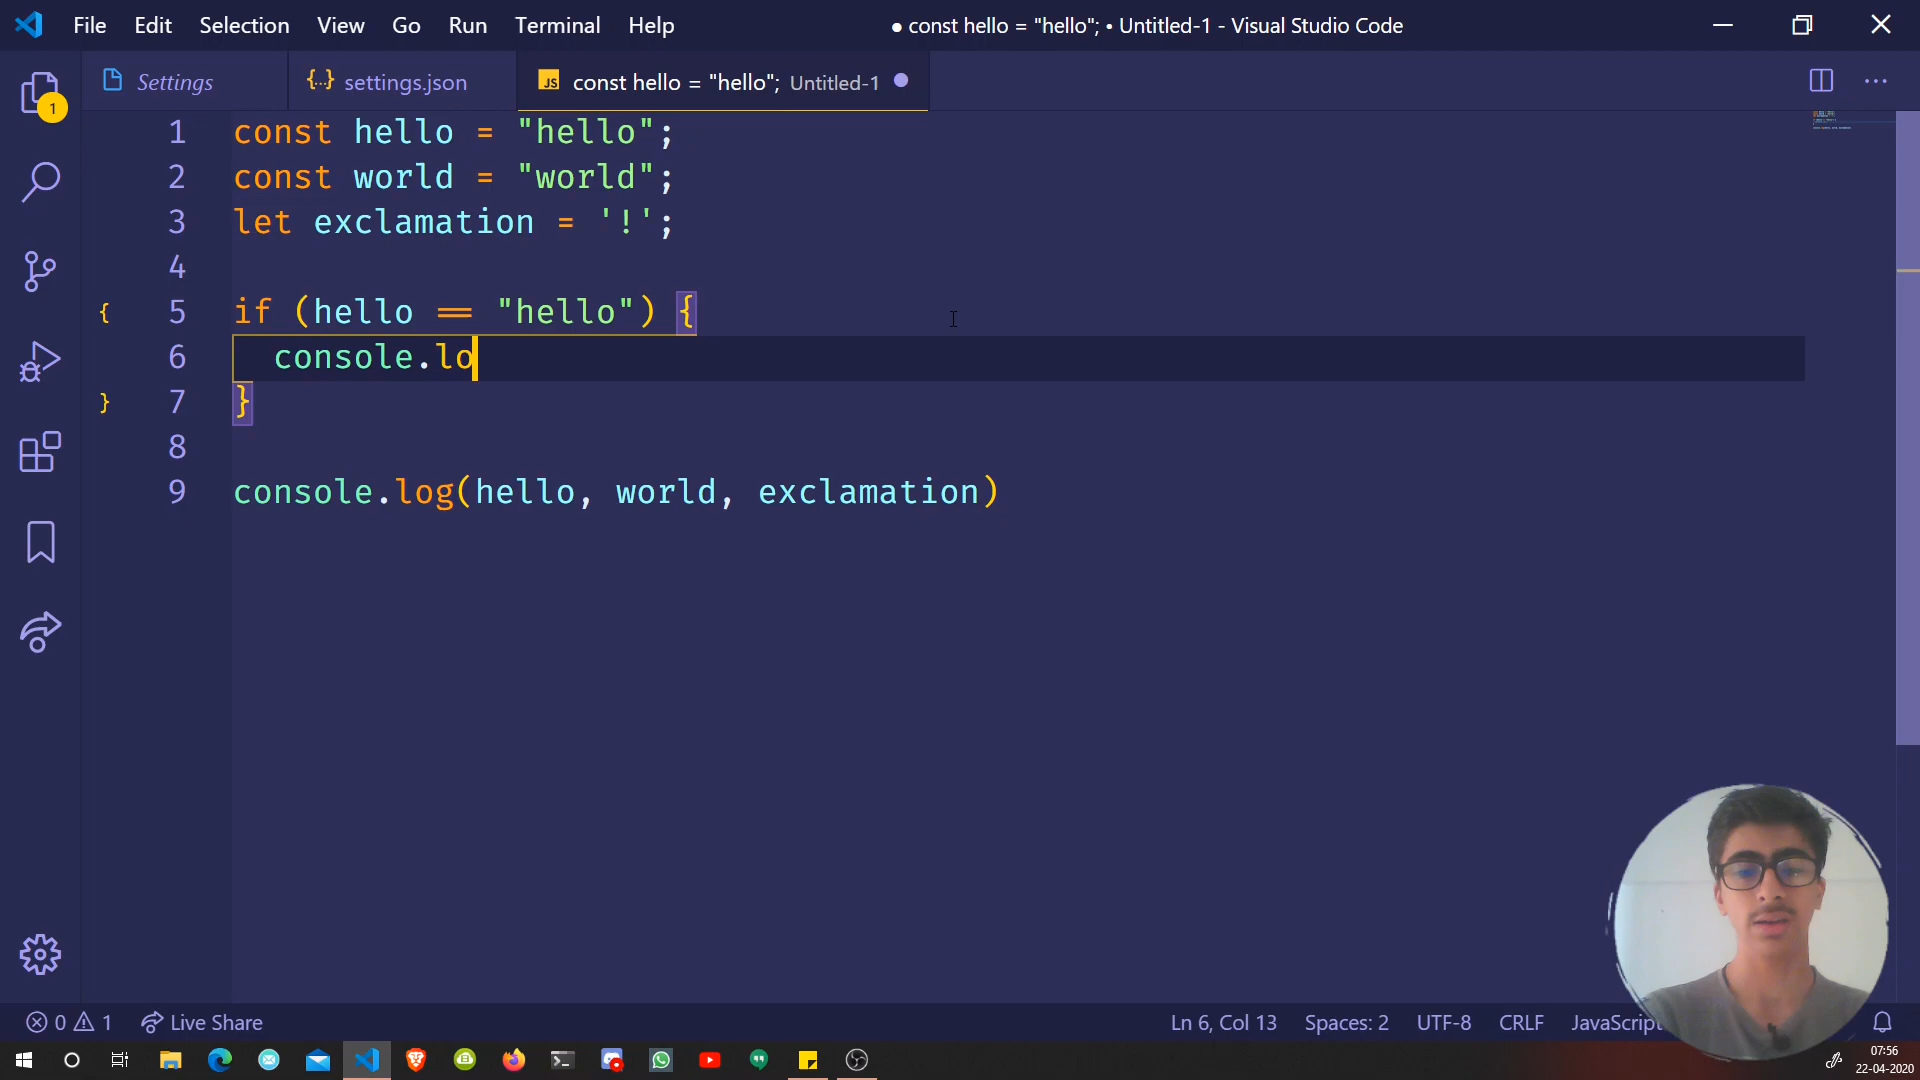 File Edit Selection View Go Run Terminal Help ● const hello = "hello"; • Untitled-1 - Visual Studio Code
Settings {..} settings.json JS const hello = "hello"; Untitled-1 ● ···
1
1 const hello = "hello";
2 const world = "world";
3 let exclamation = '!';
4
{ 5 if (hello == "hello") {
6 console.lo
} 7 }
8
9 console.log(hello, world, exclamation)
0 1 Live Share Ln 6, Col 13 Spaces: 2 UTF-8 CRLF JavaScript
07:56
22-04-2020